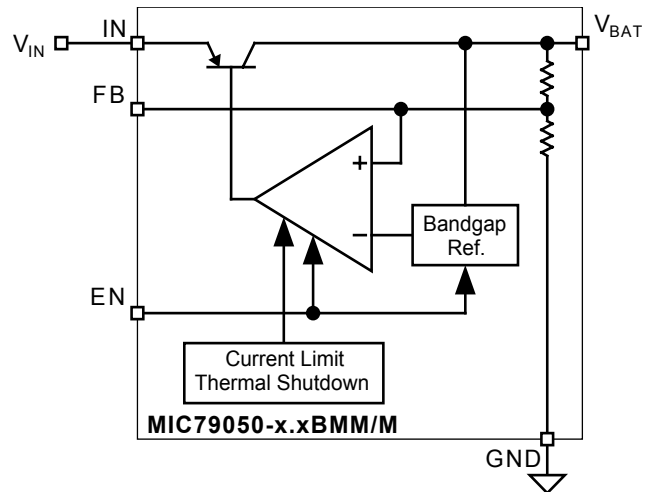 IN
V_IN
V_BAT
FB
+
−
Bandgap
Ref.
EN
Current Limit
Thermal Shutdown
MIC79050-x.xBMM/M
GND